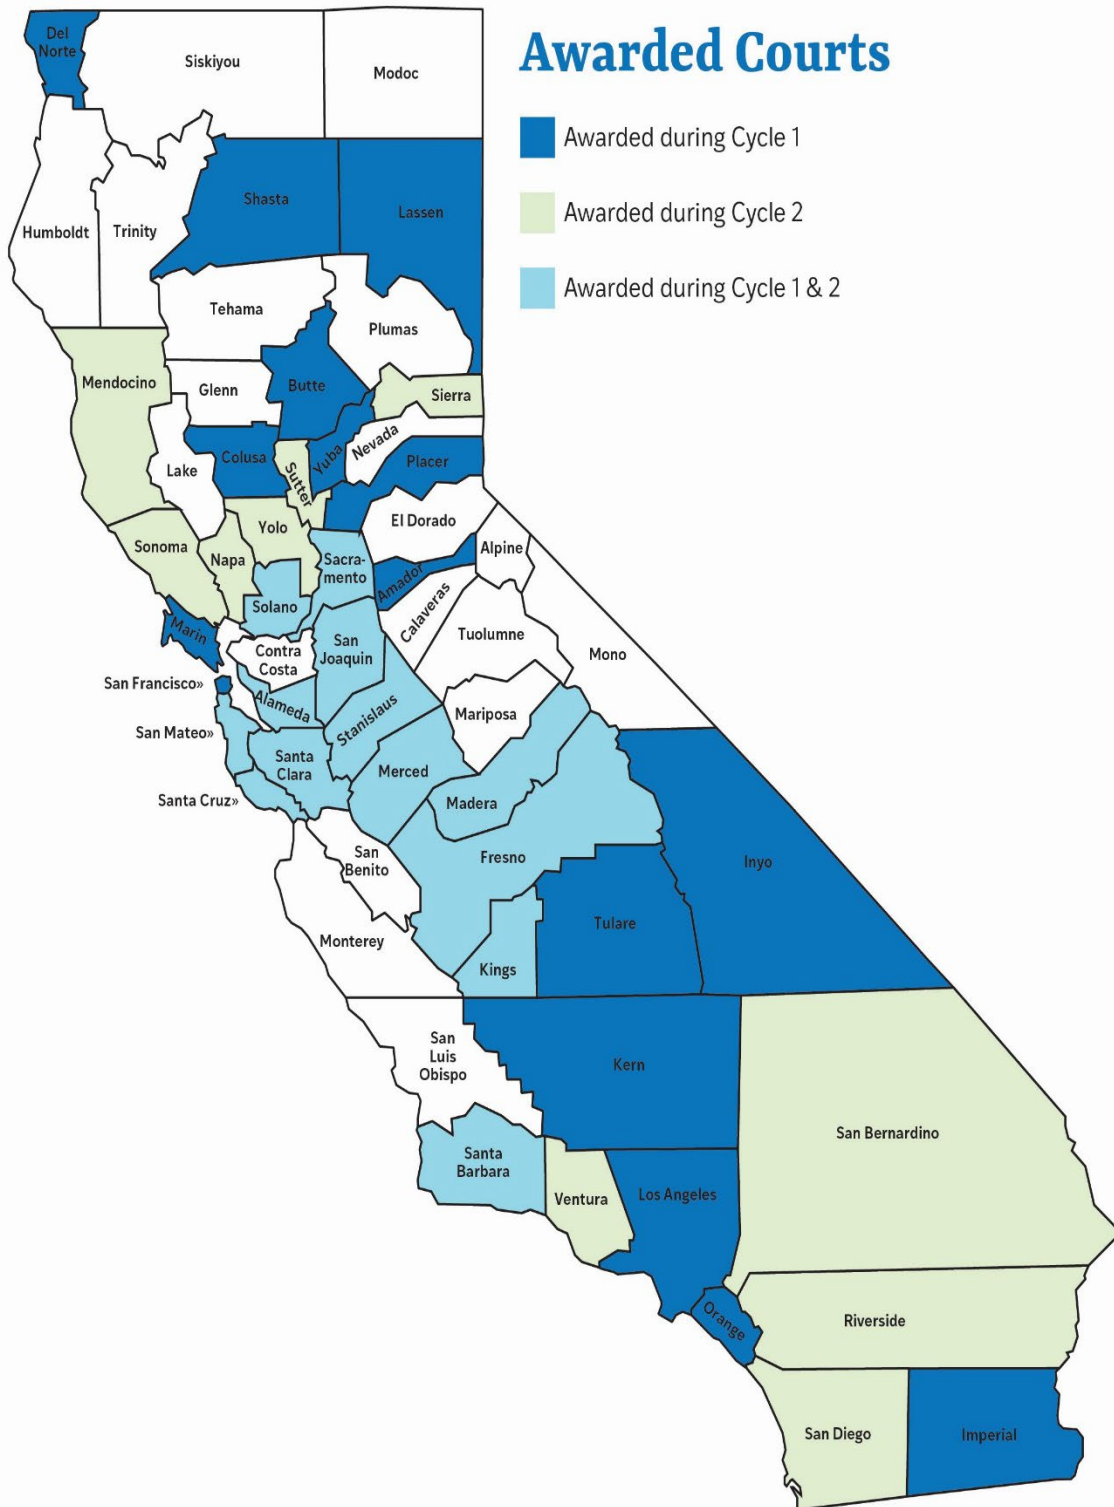 Awarded Courts
Awarded during Cycle 1
Awarded during Cycle 2
Awarded during Cycle 1 & 2
Del
Norte
Siskiyou
Modoc
Shasta
Lassen
Humboldt
Trinity
Tehama
Plumas
Mendocino
Glenn
Butte
Sierra
Lake
Colusa
Sutter
Yuba
Nevada
Placer
El Dorado
Sonoma
Napa
Yolo
Sacra-
mento
Alpine
Amador
Calaveras
Solano
Marin
Contra
Costa
San
Joaquin
Tuolumne
Mono
San Francisco»
Alameda
Stanislaus
Mariposa
San Mateo»
Santa
Clara
Merced
Madera
Santa Cruz»
San
Benito
Fresno
Inyo
Monterey
Kings
Tulare
San
Luis
Obispo
Kern
San Bernardino
Santa
Barbara
Ventura
Los Angeles
Orange
Riverside
San Diego
Imperial